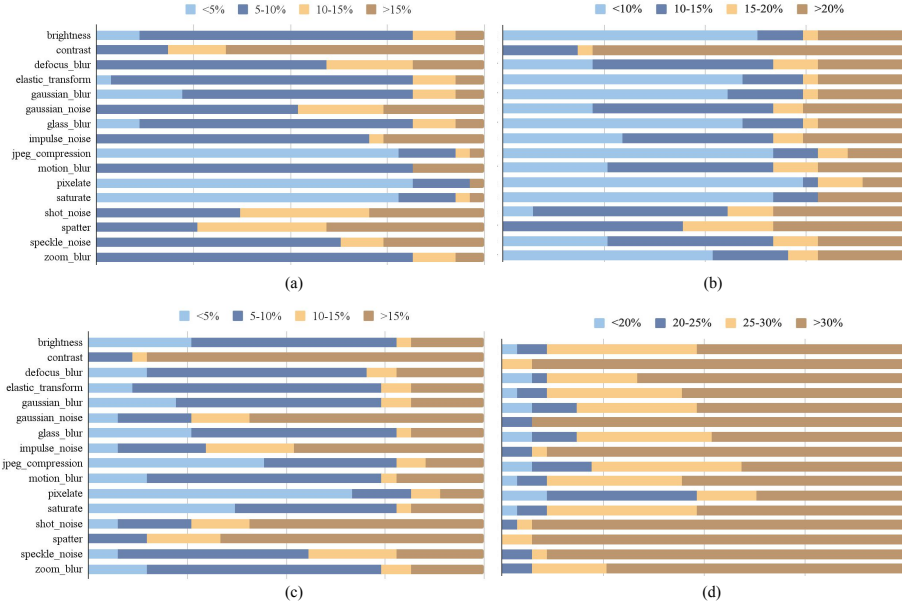 <5% 5-10% 10-15% >15%
<10% 10-15% 15-20% >20%
brightness
contrast
defocus_blur
elastic_transform
gaussian_blur
gaussian_noise
glass_blur
impulse_noise
jpeg_compression
motion_blur
pixelate
saturate
shot_noise
spatter
speckle_noise
zoom_blur
(a)
(b)
<5% 5-10% 10-15% >15%
<20% 20-25% 25-30% >30%
brightness
contrast
defocus_blur
elastic_transform
gaussian_blur
gaussian_noise
glass_blur
impulse_noise
jpeg_compression
motion_blur
pixelate
saturate
shot_noise
spatter
speckle_noise
zoom_blur
(c)
(d)